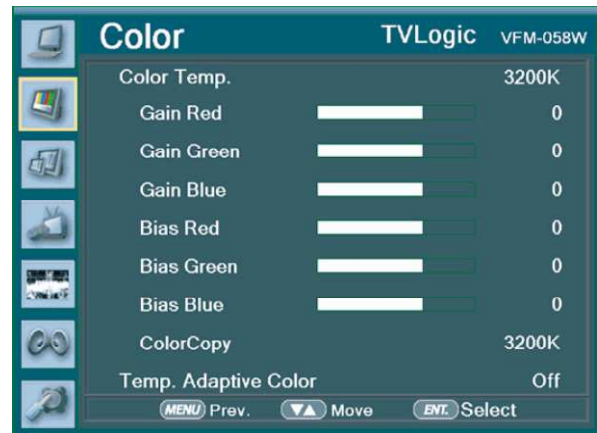 Color TVLogic VFM-058W
Color Temp. 3200K
Gain Red 0
Gain Green 0
Gain Blue 0
Bias Red 0
Bias Green 0
Bias Blue 0
ColorCopy 3200K
Temp. Adaptive Color Off
MENU Prev. ▼▲ Move ENT. Select